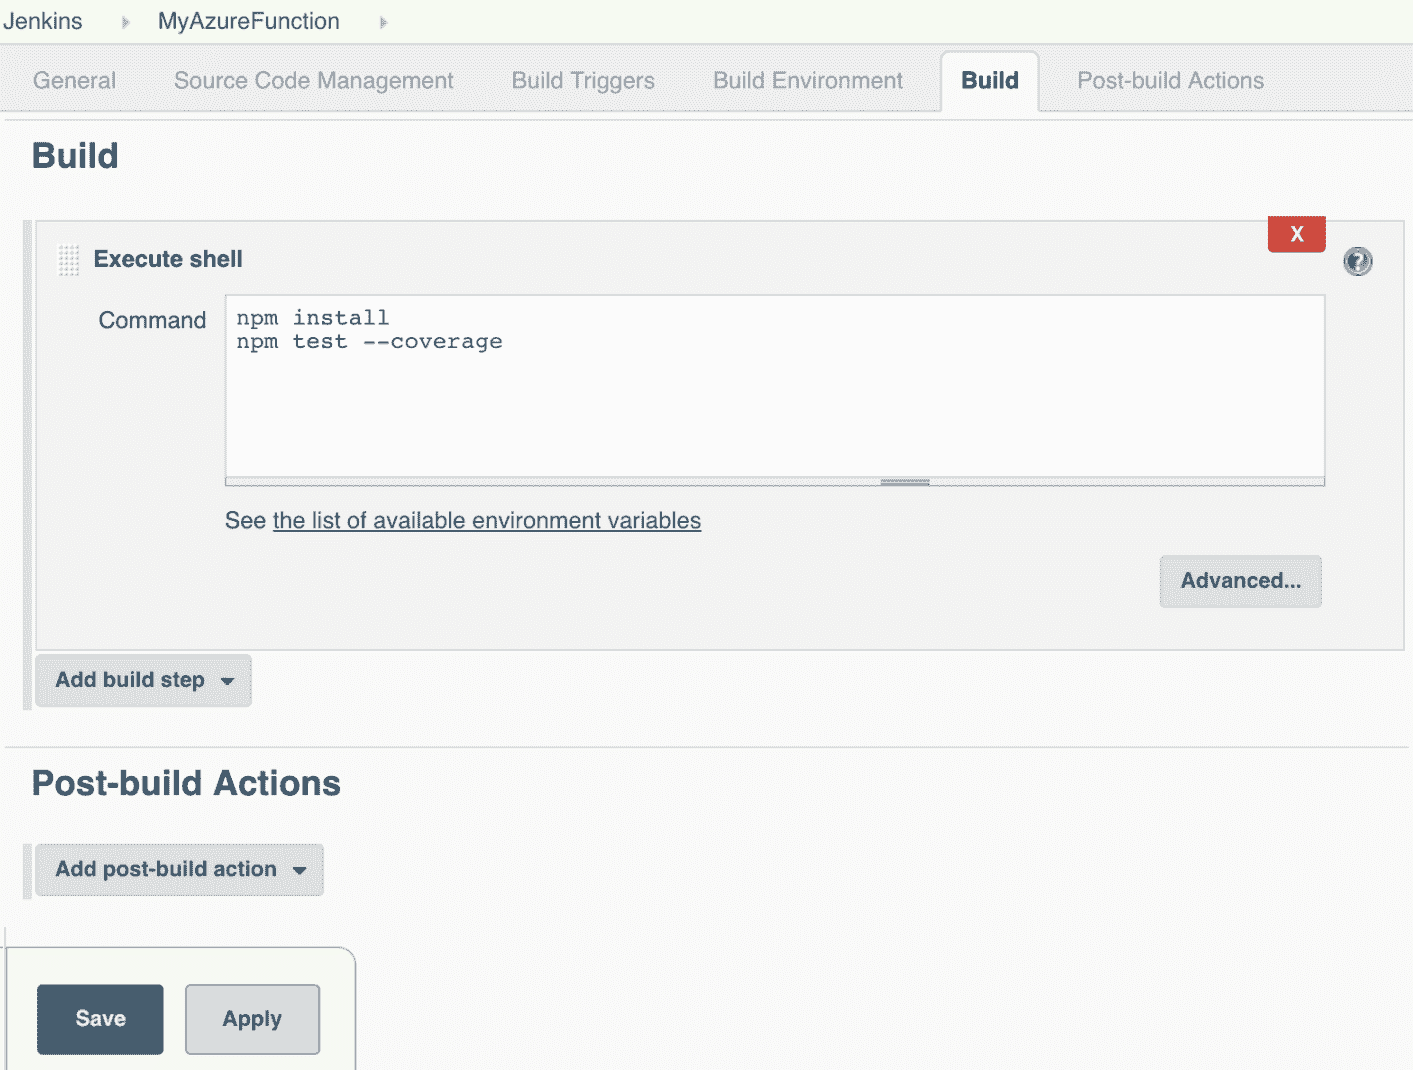 Jenkins MyAzureFunction
General Source Code Management Build Triggers Build Environment Build Post-build Actions
Build
X
Execute shell
?
Command
npm install
npm test --coverage
See the list of available environment variables
Advanced...
Add build step
Post-build Actions
Add post-build action
Save Apply